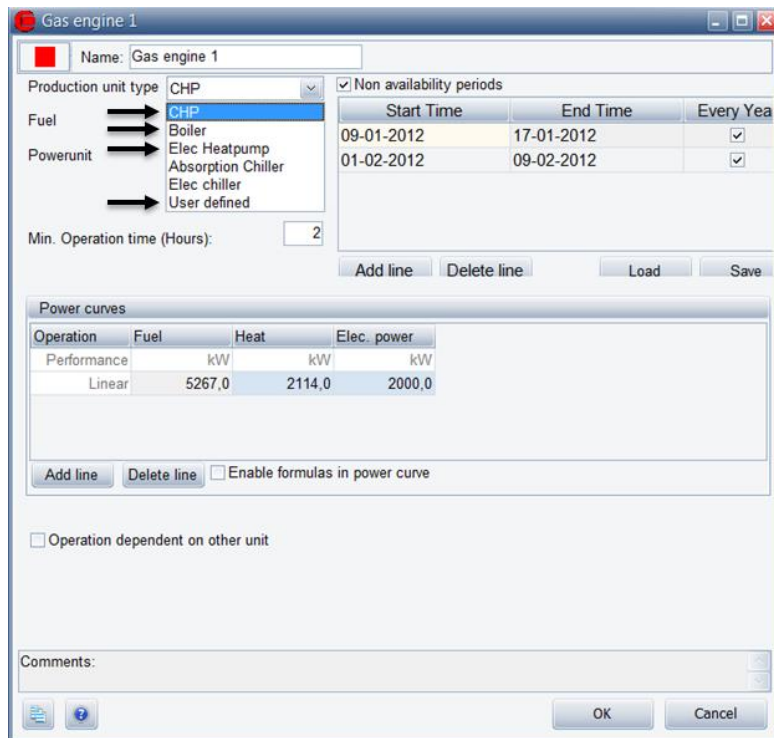 Gas engine 1
Name: Gas engine 1
Production unit type CHP
CHP
Boiler
Elec Heatpump
Absorption Chiller
Elec chiller
User defined
Fuel
Powerunit
Min. Operation time (Hours): 2
Non availability periods
Start Time End Time Every Yea
09-01-2012 17-01-2012
01-02-2012 09-02-2012
Add line Delete line Load Save
Power curves
Operation Fuel Heat Elec. power
Performance kW kW kW
Linear 5267,0 2114,0 2000,0
Add line Delete line Enable formulas in power curve
Operation dependent on other unit
Comments:
OK Cancel